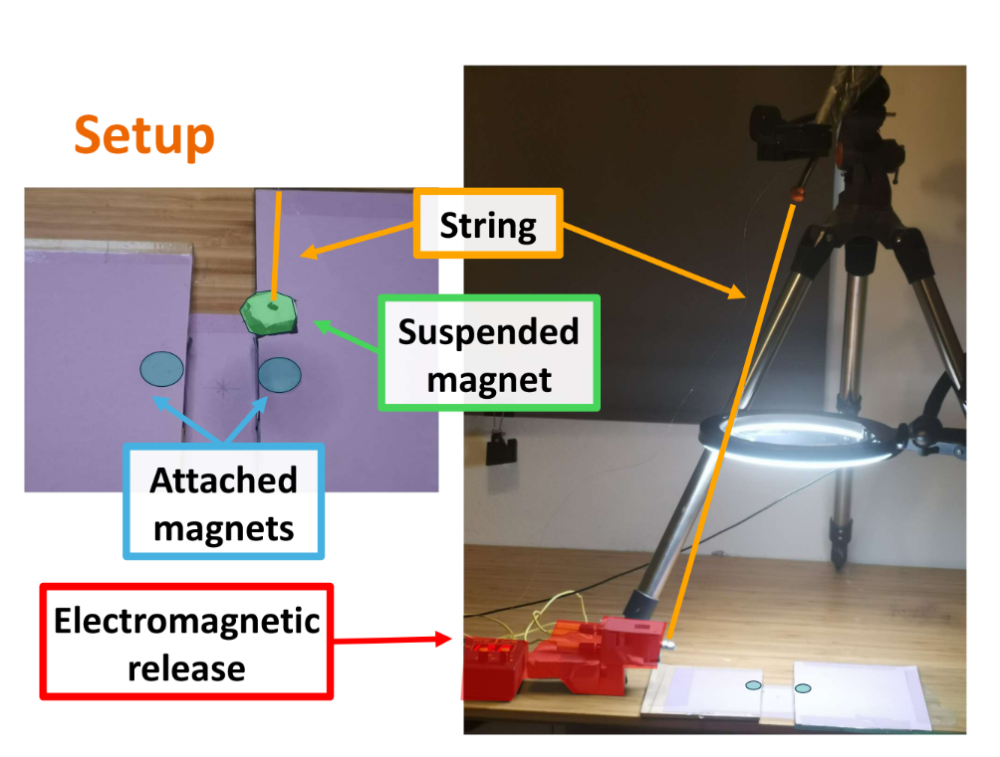 Setup
String
Suspended
magnet
Attached
magnets
Electromagnetic
release